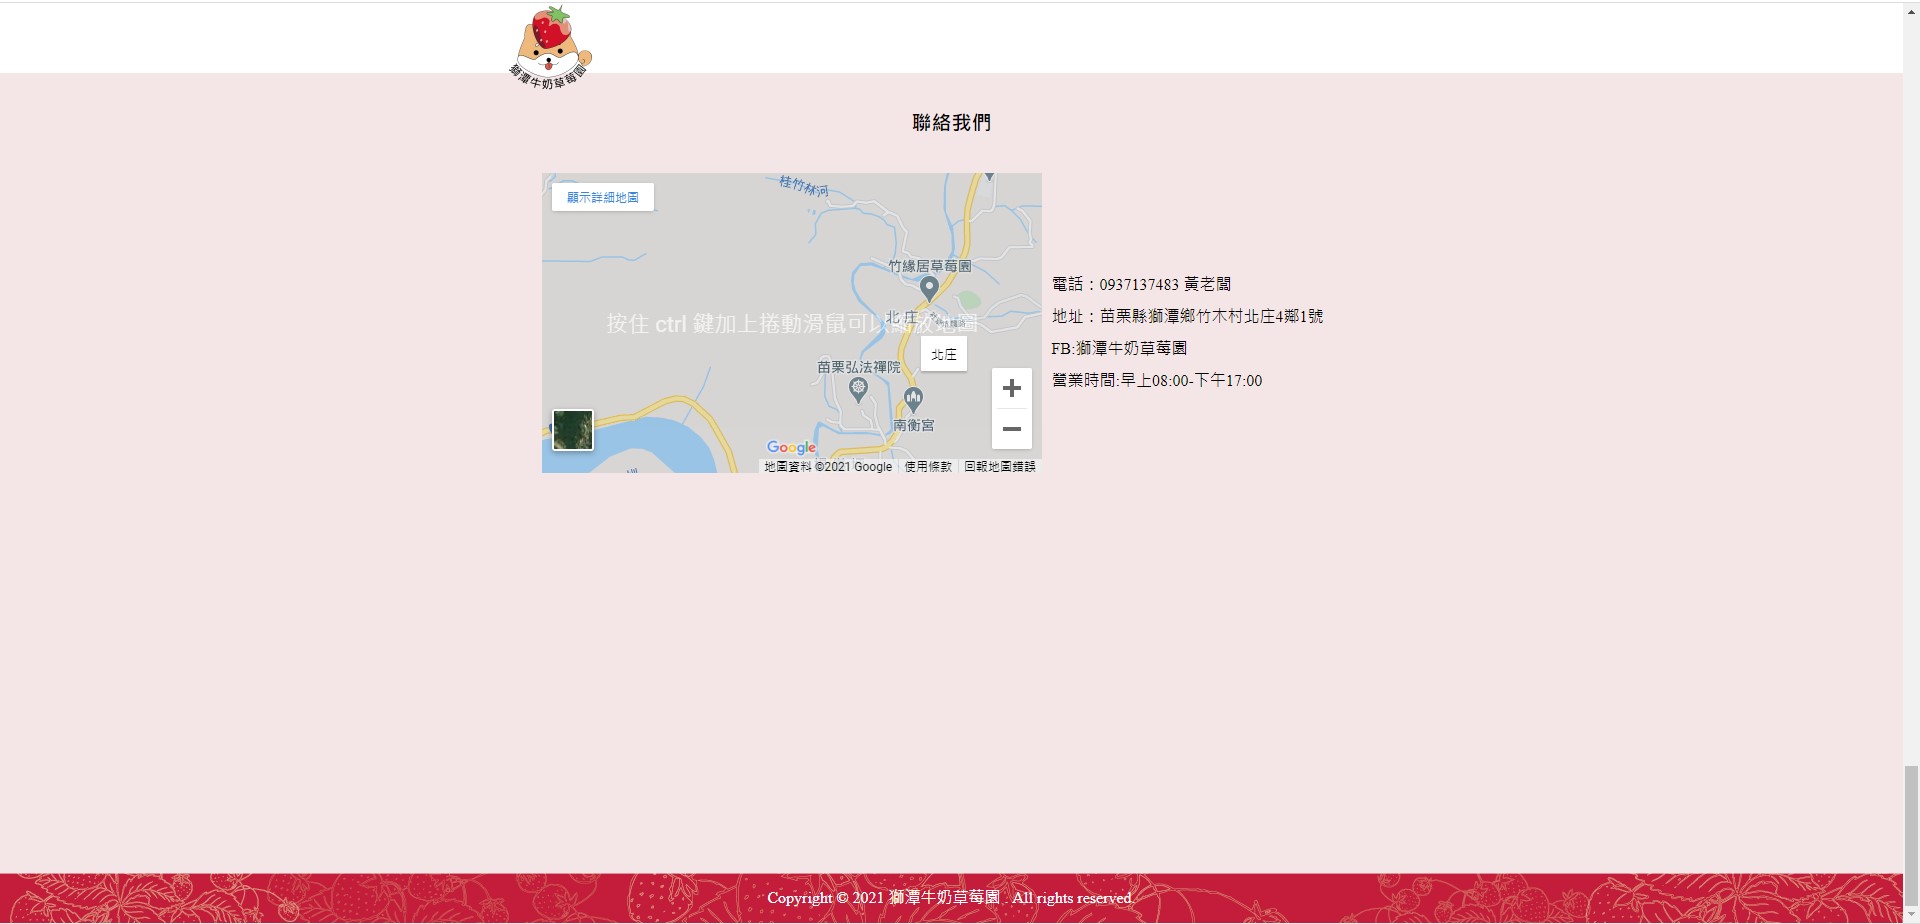 獅潭牛奶草莓園
聯絡我們
顯示詳細地圖
桂竹林河
竹緣居草莓園
北庄
按住 ctrl 鍵加上捲動滑鼠可以縮放地圖
北庄
苗栗弘法禪院
南衡宮
Google
地圖資料 ©2021 Google 使用條款 回報地圖錯誤
電話：0937137483 黃老闆
地址：苗栗縣獅潭鄉竹木村北庄4鄰1號
FB:獅潭牛奶草莓園
營業時間:早上08:00-下午17:00
Copyright © 2021 獅潭牛奶草莓園 . All rights reserved.